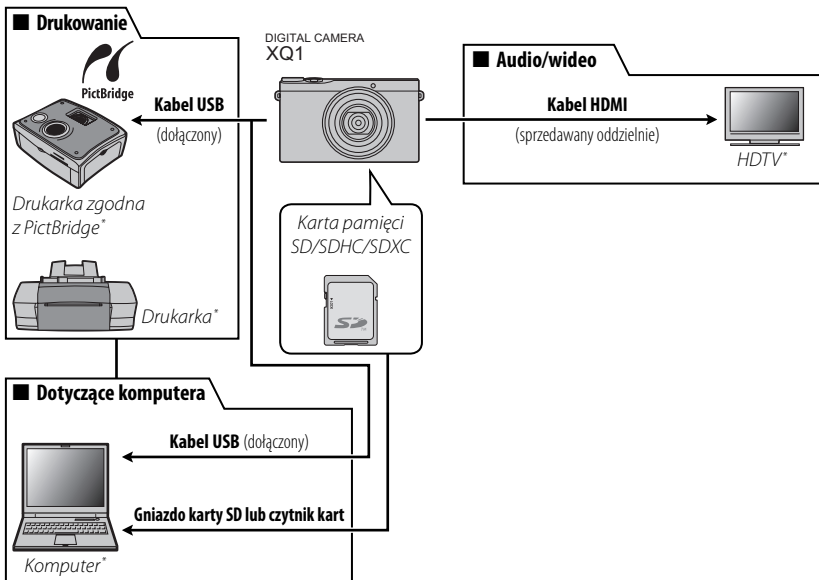 ■ Drukowanie
PictBridge
Kabel USB
(dołączony)
Drukarka zgodna
z PictBridge*
Drukarka*
DIGITAL CAMERA
XQ1
■ Audio/wideo
Kabel HDMI
(sprzedawany oddzielnie)
HDTV*
Karta pamięci
SD/SDHC/SDXC
SD
■ Dotyczące komputera
Kabel USB (dołączony)
Gniazdo karty SD lub czytnik kart
Komputer*